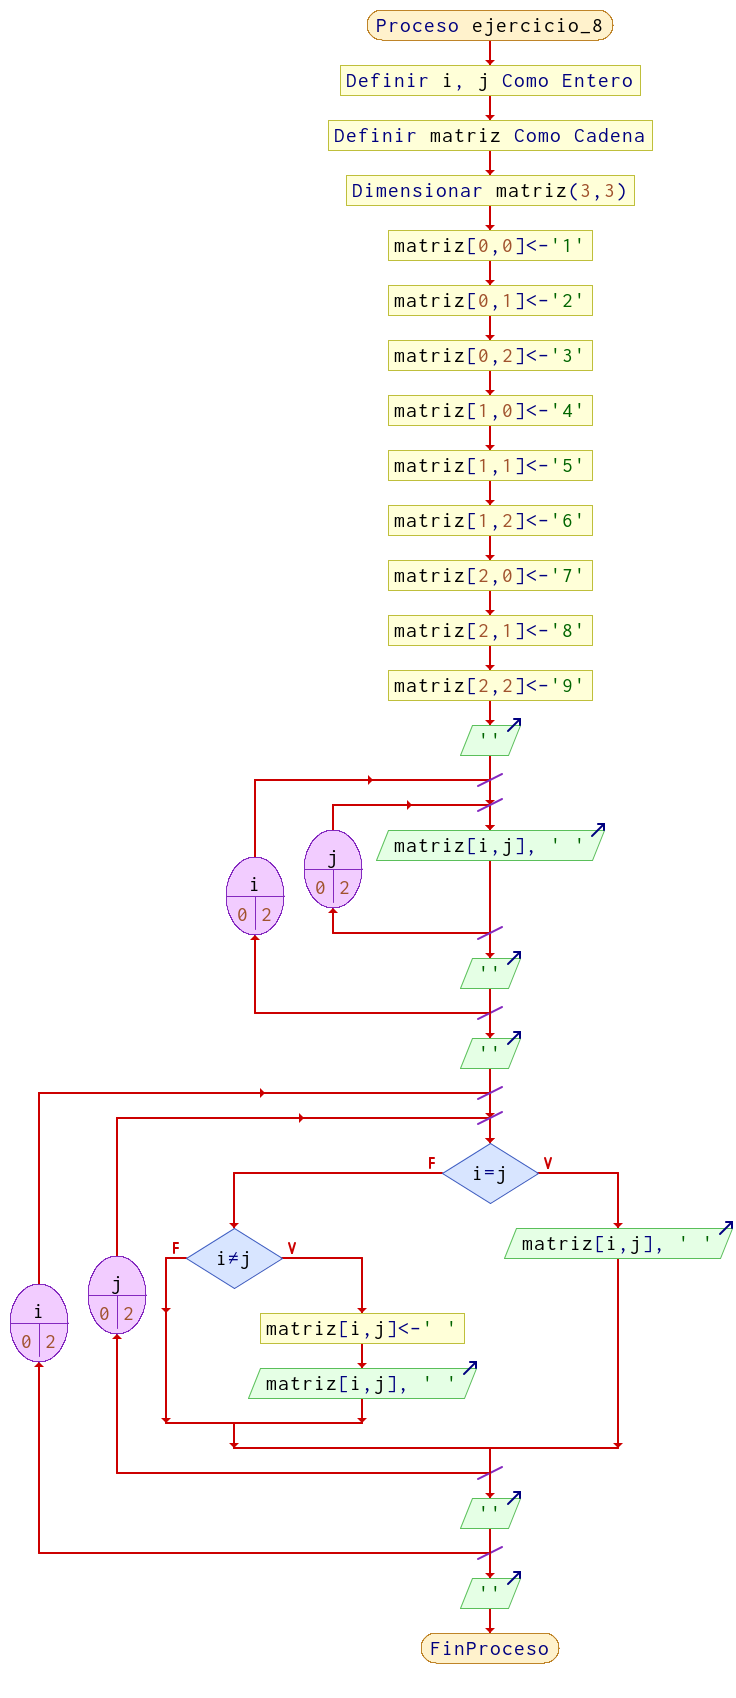 Proceso ejercicio_8
Definir i, j Como Entero
Definir matriz Como Cadena
Dimensionar matriz(3,3)
matriz[0,0]<-'1'
matriz[0,1]<-'2'
matriz[0,2]<-'3'
matriz[1,0]<-'4'
matriz[1,1]<-'5'
matriz[1,2]<-'6'
matriz[2,0]<-'7'
matriz[2,1]<-'8'
matriz[2,2]<-'9'
''
matriz[i,j], ' '
j
0 2
i
0 2
''
''
i=j
F
V
matriz[i,j], ' '
i≠j
F
V
j
0 2
i
0 2
matriz[i,j]<-' '
matriz[i,j], ' '
''
''
FinProceso